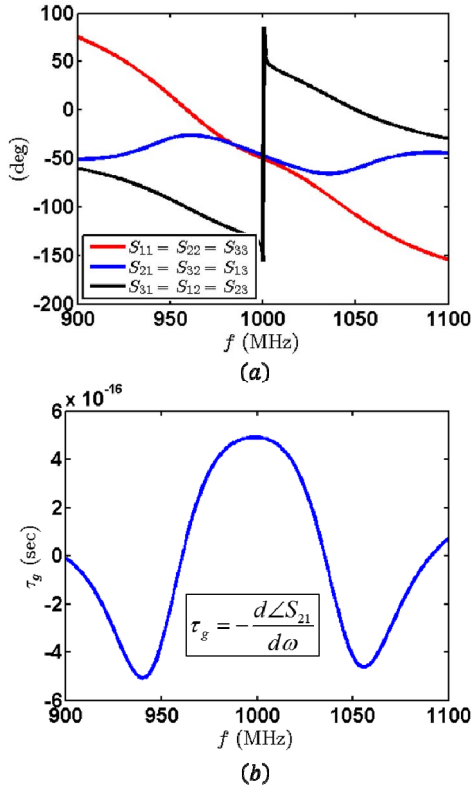 100
50
0
-50
-100
-150
-200
(deg)
S₁₁ = S₂₂ = S₃₃
S₂₁ = S₃₂ = S₁₃
S₃₁ = S₁₂ = S₂₃
900 950 1000 1050 1100
f (MHz)
(a)
× 10⁻¹⁶
6
4
2
0
-2
-4
-6
τg (sec)
τg = − d∠S₂₁ / dω
900 950 1000 1050 1100
f (MHz)
(b)